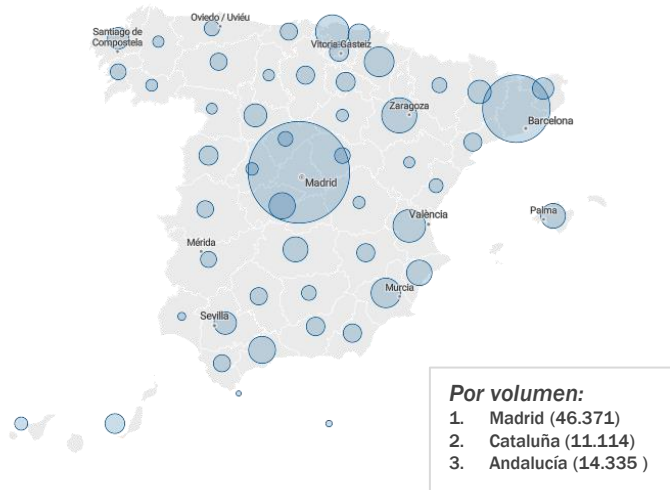 Oviedo / Uviéu
Santiago de
Compostela
Vitoria-Gasteiz
Zaragoza
Barcelona
Madrid
Palma
València
Mérida
Murcia
Sevilla
Por volumen:
1. Madrid (46.371)
2. Cataluña (11.114)
3. Andalucía (14.335 )